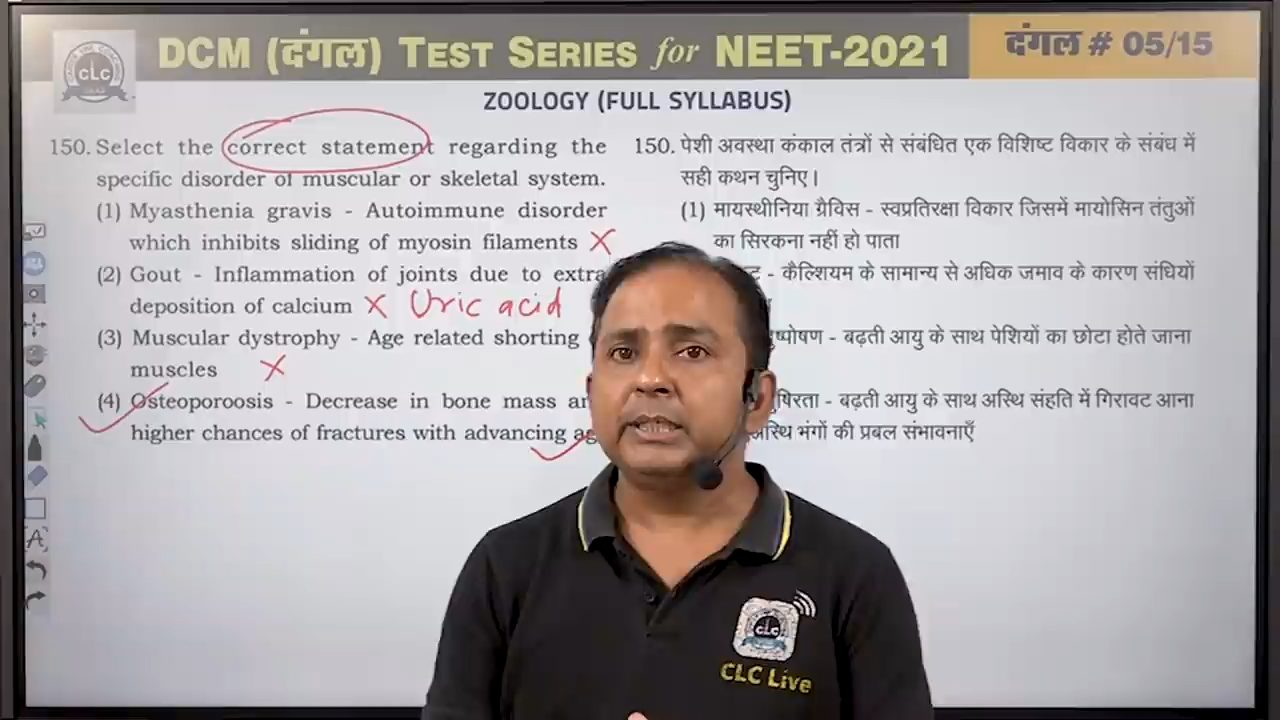 DCM (दंगल) TEST SERIES for NEET-2021
दंगल # 05/15
CLC
ZOOLOGY (FULL SYLLABUS)
150. Select the correct statement regarding the
specific disorder of muscular or skeletal system.
(1) Myasthenia gravis - Autoimmune disorder
which inhibits sliding of myosin filaments X
(2) Gout - Inflammation of joints due to extra
deposition of calcium X Uric acid
(3) Muscular dystrophy - Age related shorting
muscles X
(4) Osteoporoosis - Decrease in bone mass
higher chances of fractures with advancing
150. पेशी अवस्था कंकाल तंत्रों से संबंधित एक विशिष्ट विकार के संबंध में
सही कथन चुनिए।
(1) मायस्थीनिया ग्रैविस - स्वप्रतिरक्षा विकार जिसमें मायोसिन तंतुओं
का सिरकना नहीं हो पाता
- कैल्शियम के सामान्य से अधिक जमाव के कारण संधियों
- बढ़ती आयु के साथ पेशियों का छोटा होते जाना
- बढ़ती आयु के साथ अस्थि संहति में गिरावट आना
भंगों की प्रबल संभावनाएँ
[A]
CLC
CLC Live